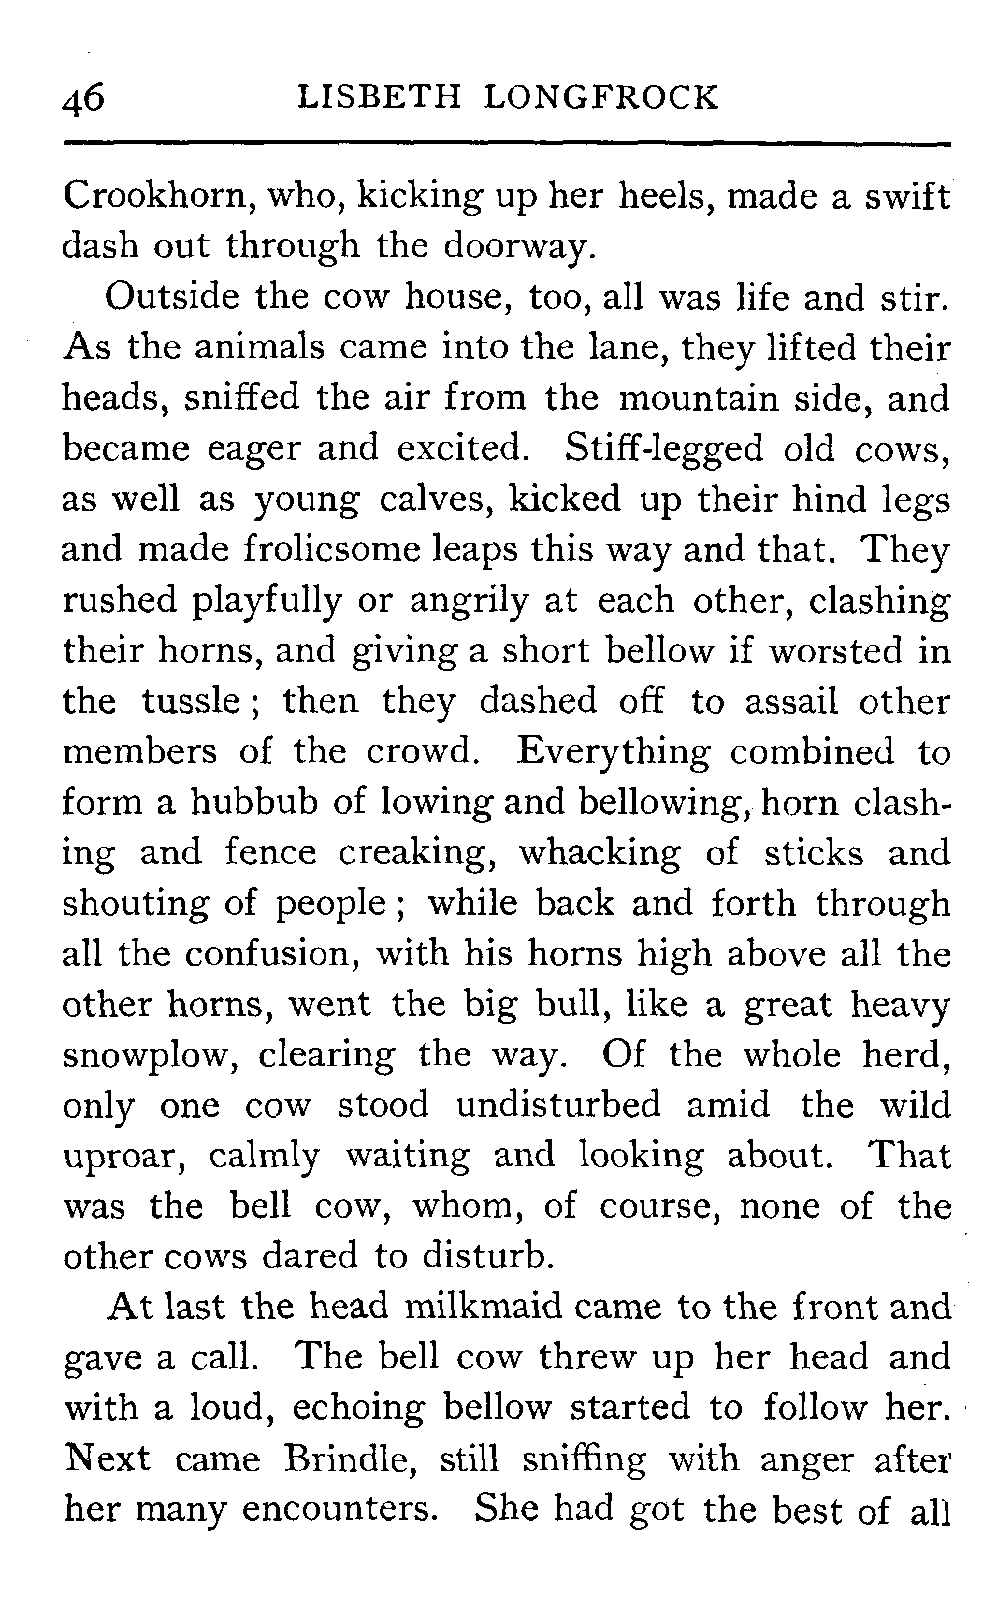 46 LISBETH LONGFROCK
Crookhorn, who, kicking up her heels, made a swift
dash out through the doorway.
Outside the cow house, too, all was life and stir.
As the animals came into the lane, they lifted their
heads, sniffed the air from the mountain side, and
became eager and excited. Stiff-legged old cows,
as well as young calves, kicked up their hind legs
and made frolicsome leaps this way and that. They
rushed playfully or angrily at each other, clashing
their horns, and giving a short bellow if worsted in
the tussle ; then they dashed off to assail other
members of the crowd. Everything combined to
form a hubbub of lowing and bellowing, horn clash-
ing and fence creaking, whacking of sticks and
shouting of people ; while back and forth through
all the confusion, with his horns high above all the
other horns, went the big bull, like a great heavy
snowplow, clearing the way. Of the whole herd,
only one cow stood undisturbed amid the wild
uproar, calmly waiting and looking about. That
was the bell cow, whom, of course, none of the
other cows dared to disturb.
At last the head milkmaid came to the front and
gave a call. The bell cow threw up her head and
with a loud, echoing bellow started to follow her.
Next came Brindle, still sniffing with anger after
her many encounters. She had got the best of all